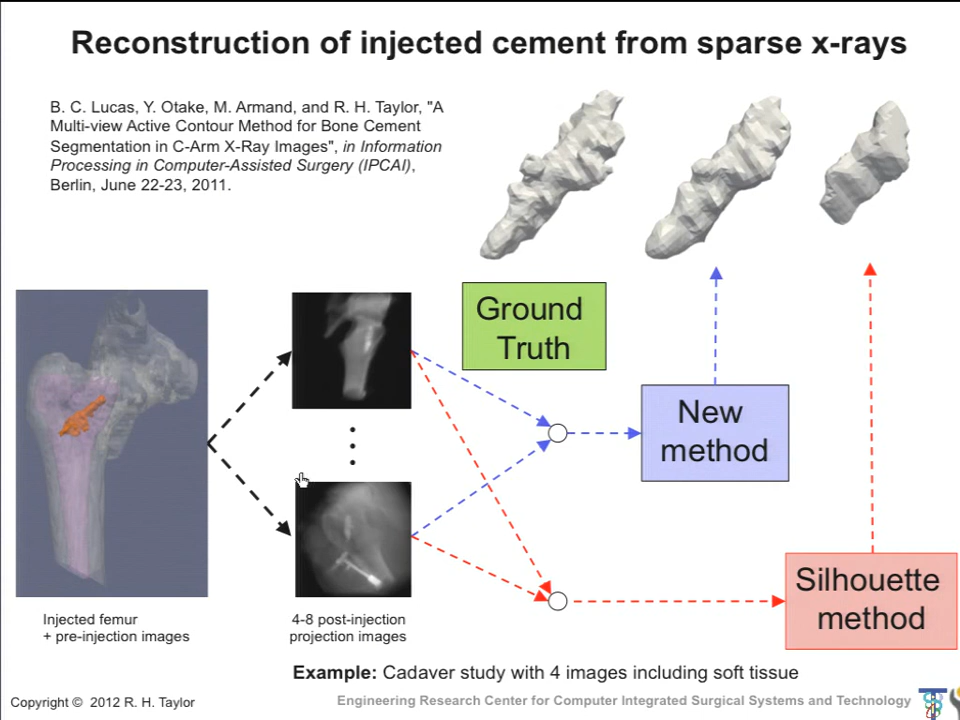 Reconstruction of injected cement from sparse x-rays
B. C. Lucas, Y. Otake, M. Armand, and R. H. Taylor, "A
Multi-view Active Contour Method for Bone Cement
Segmentation in C-Arm X-Ray Images", in Information
Processing in Computer-Assisted Surgery (IPCAI),
Berlin, June 22-23, 2011.
Ground
Truth
New
method
Silhouette
method
Injected femur
+ pre-injection images
4-8 post-injection
projection images
Example: Cadaver study with 4 images including soft tissue
Copyright © 2012 R. H. Taylor
Engineering Research Center for Computer Integrated Surgical Systems and Technology